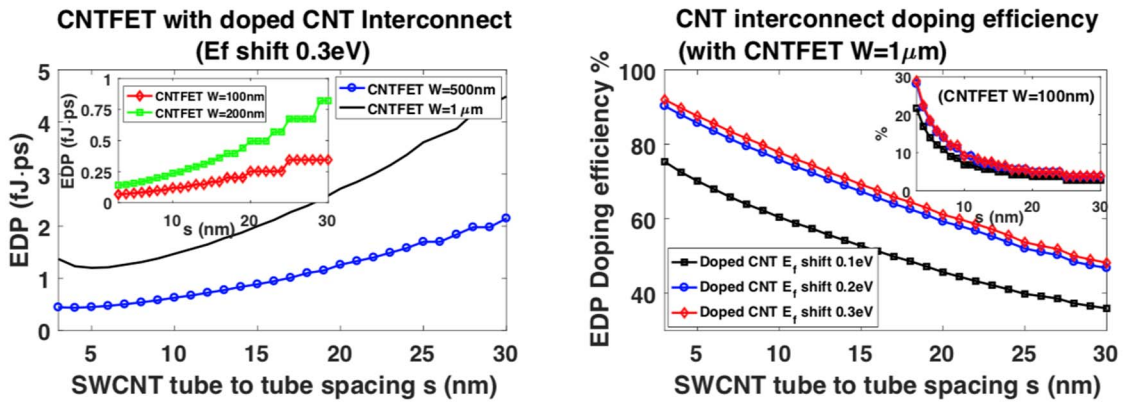 CNTFET with doped CNT Interconnect
(Ef shift 0.3eV)
EDP (fJ·ps)
5
4
3
2
1
0
5 10 15 20 25 30
SWCNT tube to tube spacing s (nm)
CNTFET W=500nm
CNTFET W=1 μm
EDP (fJ·ps)
1
0.75
0.5
0.25
0
10 20 30
s (nm)
CNTFET W=100nm
CNTFET W=200nm
CNT interconnect doping efficiency
(with CNTFET W=1μm)
EDP Doping efficiency %
100
80
60
40
5 10 15 20 25 30
SWCNT tube to tube spacing s (nm)
Doped CNT Ef shift 0.1eV
Doped CNT Ef shift 0.2eV
Doped CNT Ef shift 0.3eV
(CNTFET W=100nm)
%
30
20
10
0
10 20 30
s (nm)